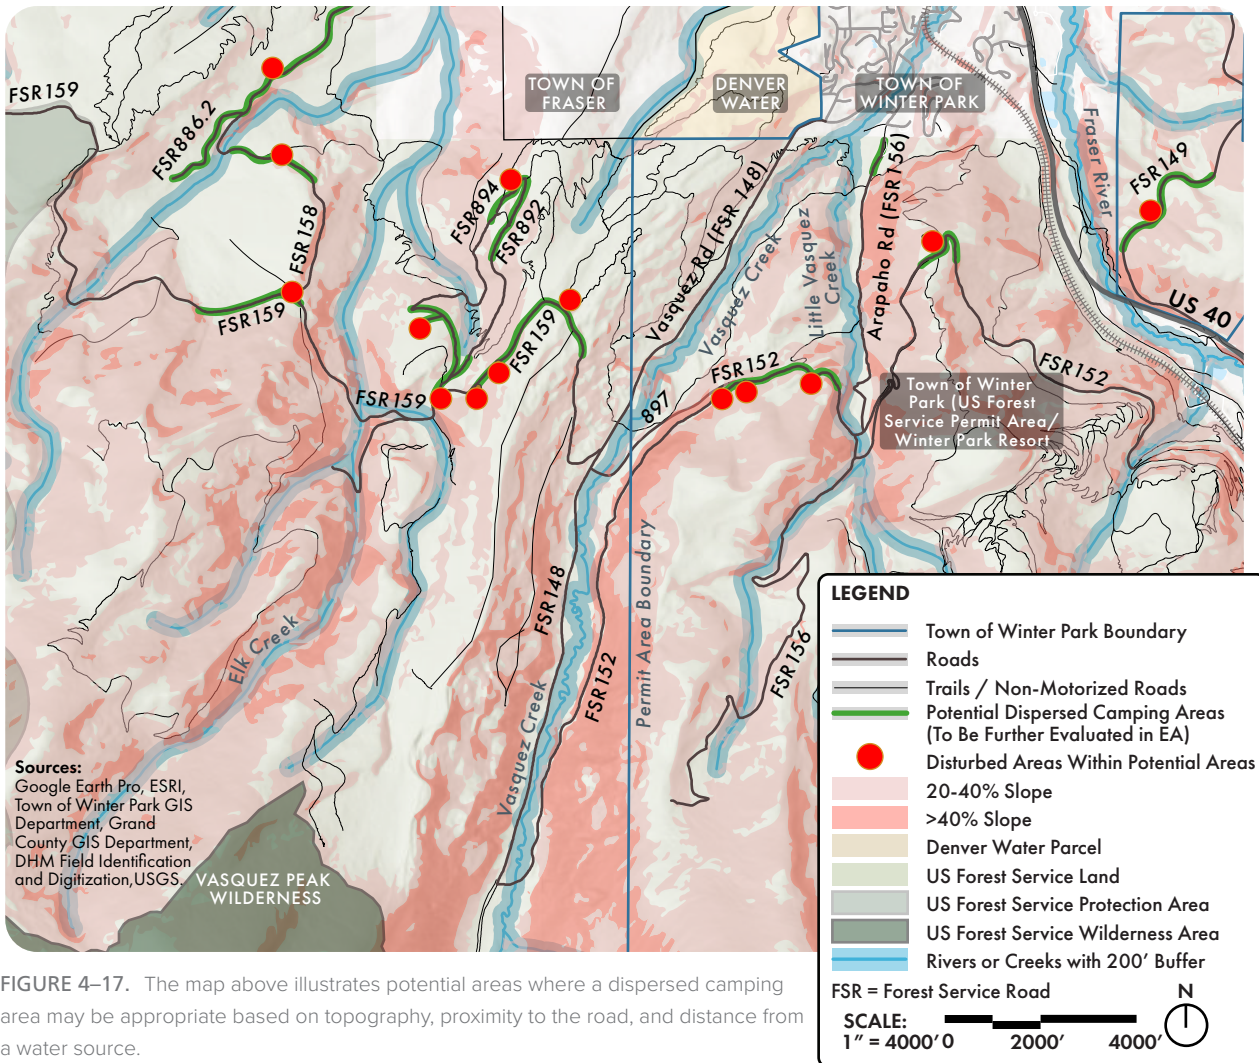 FSR159
FSR886.2
TOWN OF
FRASER
DENVER
WATER
TOWN OF
WINTER PARK
Fraser River
FSR149
FSR158
FSR894
FSR892
Vasquez Rd (FSR 148)
Vasquez Creek
Little Vasquez
Creek
Arapaho Rd (FSR156)
US 40
FSR159
FSR159
FSR152
FSR152
FSR159
897
Town of Winter
Park (US Forest
Service Permit Area/
Winter Park Resort
FSR148
Permit Area Boundary
Elk Creek
FSR152
FSR156
Vasquez Creek
Sources:
Google Earth Pro, ESRI,
Town of Winter Park GIS
Department, Grand
County GIS Department,
DHM Field Identification
and Digitization,USGS.
VASQUEZ PEAK
WILDERNESS
LEGEND
Town of Winter Park Boundary
Roads
Trails / Non-Motorized Roads
Potential Dispersed Camping Areas
(To Be Further Evaluated in EA)
Disturbed Areas Within Potential Areas
20-40% Slope
>40% Slope
Denver Water Parcel
US Forest Service Land
US Forest Service Protection Area
US Forest Service Wilderness Area
Rivers or Creeks with 200' Buffer
FSR = Forest Service Road
N
SCALE:
1" = 4000' 0 2000' 4000'
FIGURE 4–17. The map above illustrates potential areas where a dispersed camping
area may be appropriate based on topography, proximity to the road, and distance from
a water source.